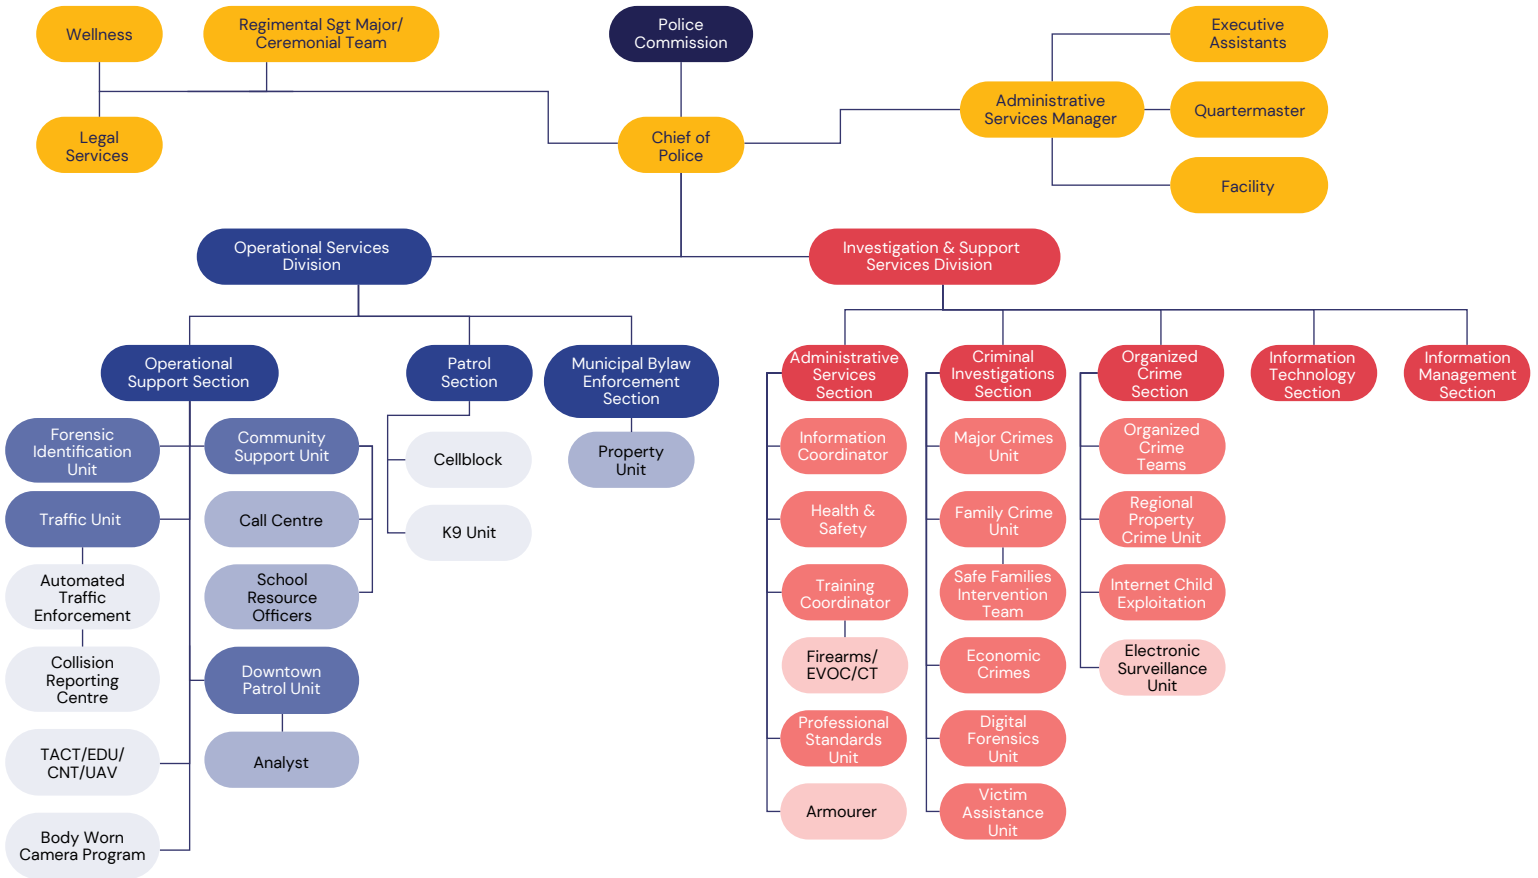 Wellness
Regimental Sgt Major/
Ceremonial Team
Police
Commission
Executive
Assistants
Administrative
Services Manager
Quartermaster
Legal
Services
Chief of
Police
Facility
Operational Services
Division
Investigation & Support
Services Division
Operational
Support Section
Patrol
Section
Municipal Bylaw
Enforcement
Section
Administrative
Services
Section
Criminal
Investigations
Section
Organized
Crime
Section
Information
Technology
Section
Information
Management
Section
Forensic
Identification
Unit
Community
Support Unit
Cellblock
Property
Unit
Information
Coordinator
Major Crimes
Unit
Organized
Crime
Teams
Traffic Unit
Call Centre
K9 Unit
Health &
Safety
Family Crime
Unit
Regional
Property
Crime Unit
Automated
Traffic
Enforcement
School
Resource
Officers
Training
Coordinator
Safe Families
Intervention
Team
Internet Child
Exploitation
Collision
Reporting
Centre
Downtown
Patrol Unit
Firearms/
EVOC/CT
Economic
Crimes
Electronic
Surveillance
Unit
TACT/EDU/
CNT/UAV
Analyst
Professional
Standards
Unit
Digital
Forensics
Unit
Body Worn
Camera Program
Armourer
Victim
Assistance
Unit